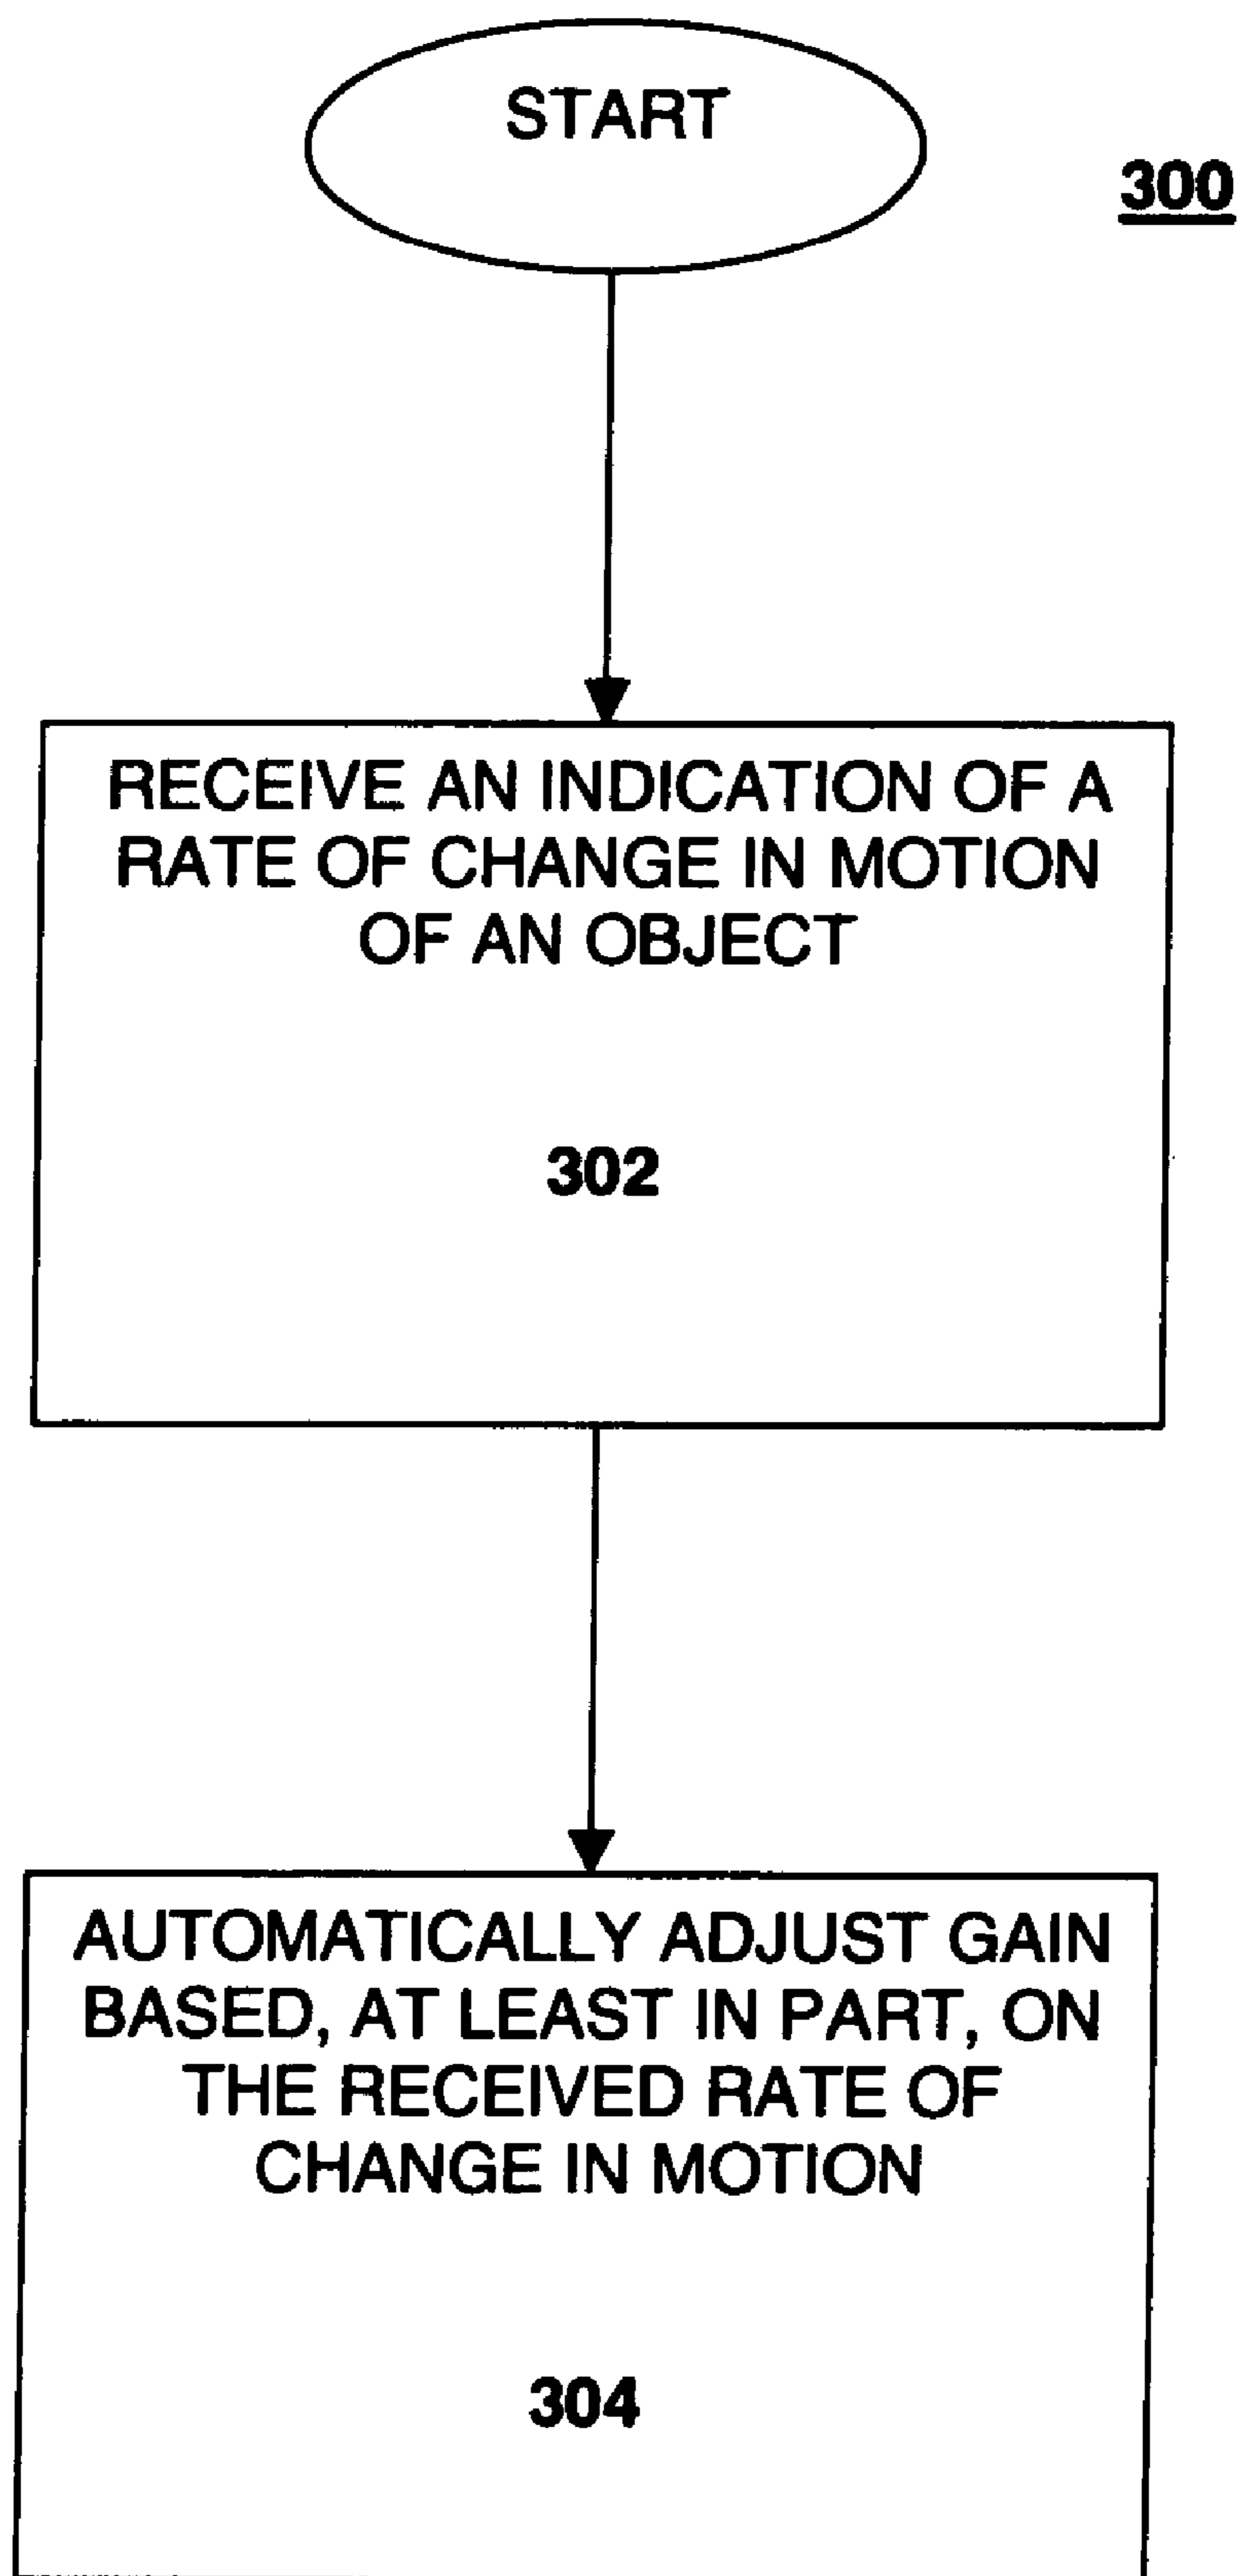 START
300
RECEIVE AN INDICATION OF A
RATE OF CHANGE IN MOTION
OF AN OBJECT
302
AUTOMATICALLY ADJUST GAIN
BASED, AT LEAST IN PART, ON
THE RECEIVED RATE OF
CHANGE IN MOTION
304